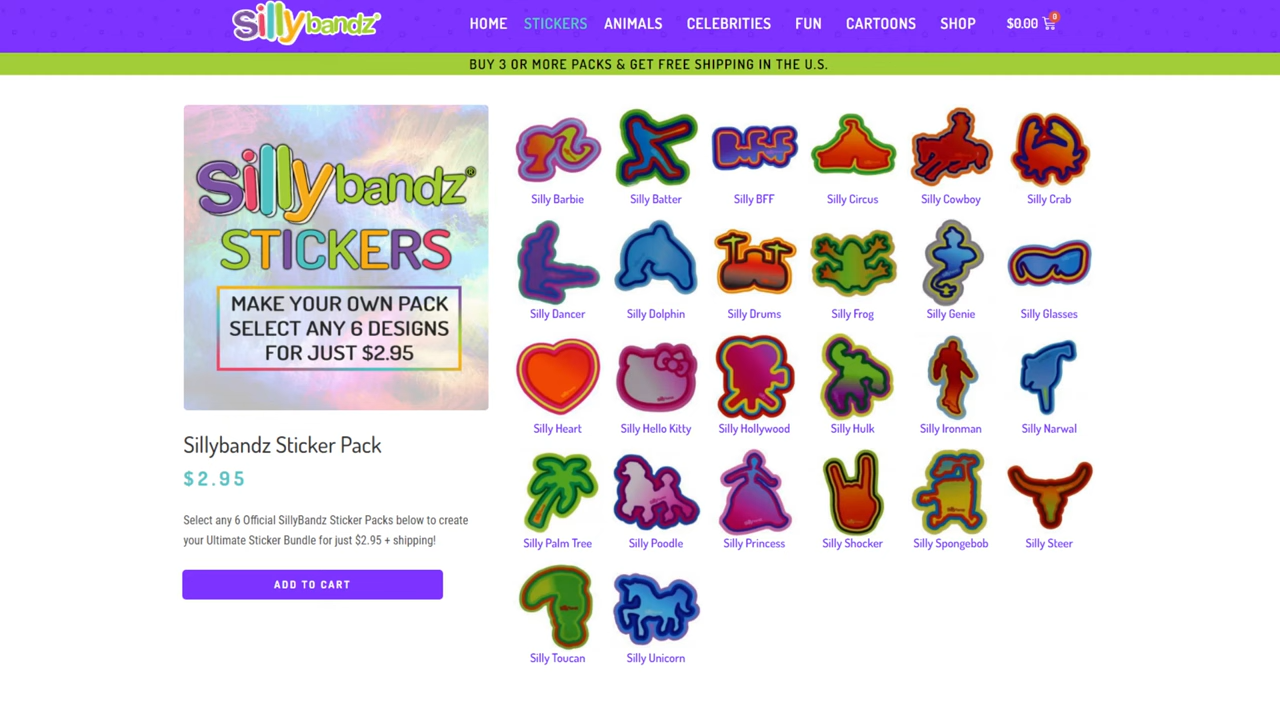 Sillybandz®
HOME STICKERS ANIMALS CELEBRITIES FUN CARTOONS SHOP $0.00 0
BUY 3 OR MORE PACKS & GET FREE SHIPPING IN THE U.S.
Sillybandz®
STICKERS
MAKE YOUR OWN PACK
SELECT ANY 6 DESIGNS
FOR JUST $2.95
Sillybandz Sticker Pack
$2.95
Select any 6 Official SillyBandz Sticker Packs below to create
your Ultimate Sticker Bundle for just $2.95 + shipping!
ADD TO CART
BFF
Silly Barbie Silly Batter Silly BFF Silly Circus Silly Cowboy Silly Crab
Silly Dancer Silly Dolphin Silly Drums Silly Frog Silly Genie Silly Glasses
Silly Heart Silly Hello Kitty Silly Hollywood Silly Hulk Silly Ironman Silly Narwal
Silly Palm Tree Silly Poodle Silly Princess Silly Shocker Silly Spongebob Silly Steer
Silly Toucan Silly Unicorn